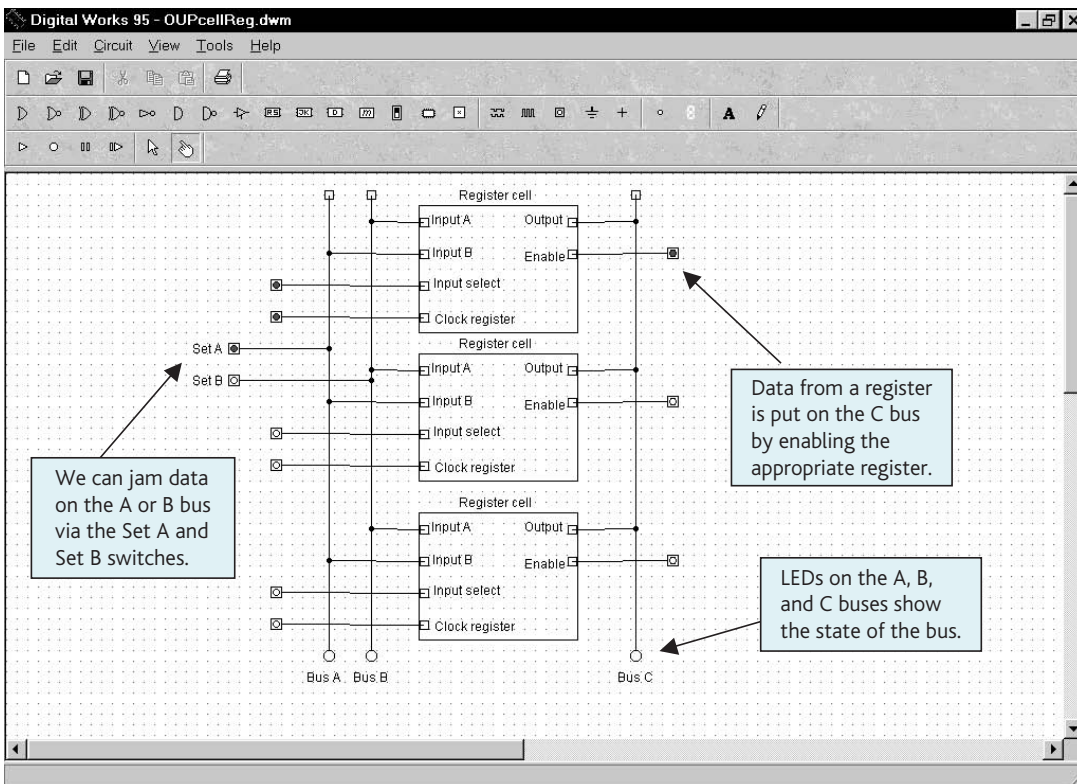 Digital Works 95 - OUPcellReg.dwm
File Edit Circuit View Tools Help
RS JK D m A
Register cell
Input A Output
Input B Enable
Input select
Clock register
Set A
Set B
Register cell
Input A Output
Input B Enable
Input select
Clock register
Register cell
Input A Output
Input B Enable
Input select
Clock register
Bus A Bus B Bus C
We can jam data
on the A or B bus
via the Set A and
Set B switches.
Data from a register
is put on the C bus
by enabling the
appropriate register.
LEDs on the A, B,
and C buses show
the state of the bus.